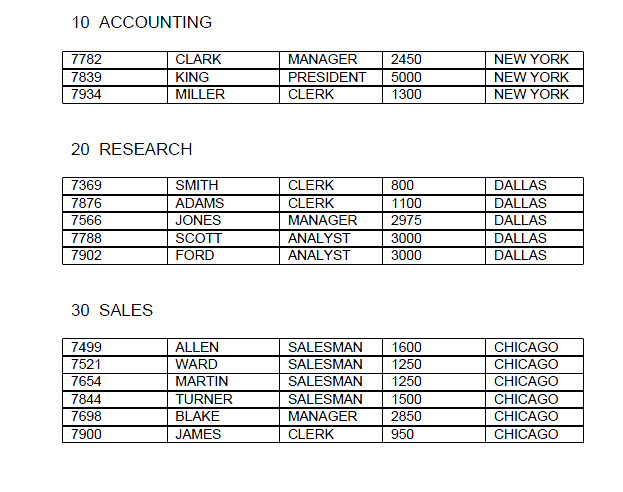 10 ACCOUNTING
7782 CLARK MANAGER 2450 NEW YORK
7839 KING PRESIDENT 5000 NEW YORK
7934 MILLER CLERK 1300 NEW YORK
20 RESEARCH
7369 SMITH CLERK 800 DALLAS
7876 ADAMS CLERK 1100 DALLAS
7566 JONES MANAGER 2975 DALLAS
7788 SCOTT ANALYST 3000 DALLAS
7902 FORD ANALYST 3000 DALLAS
30 SALES
7499 ALLEN SALESMAN 1600 CHICAGO
7521 WARD SALESMAN 1250 CHICAGO
7654 MARTIN SALESMAN 1250 CHICAGO
7844 TURNER SALESMAN 1500 CHICAGO
7698 BLAKE MANAGER 2850 CHICAGO
7900 JAMES CLERK 950 CHICAGO